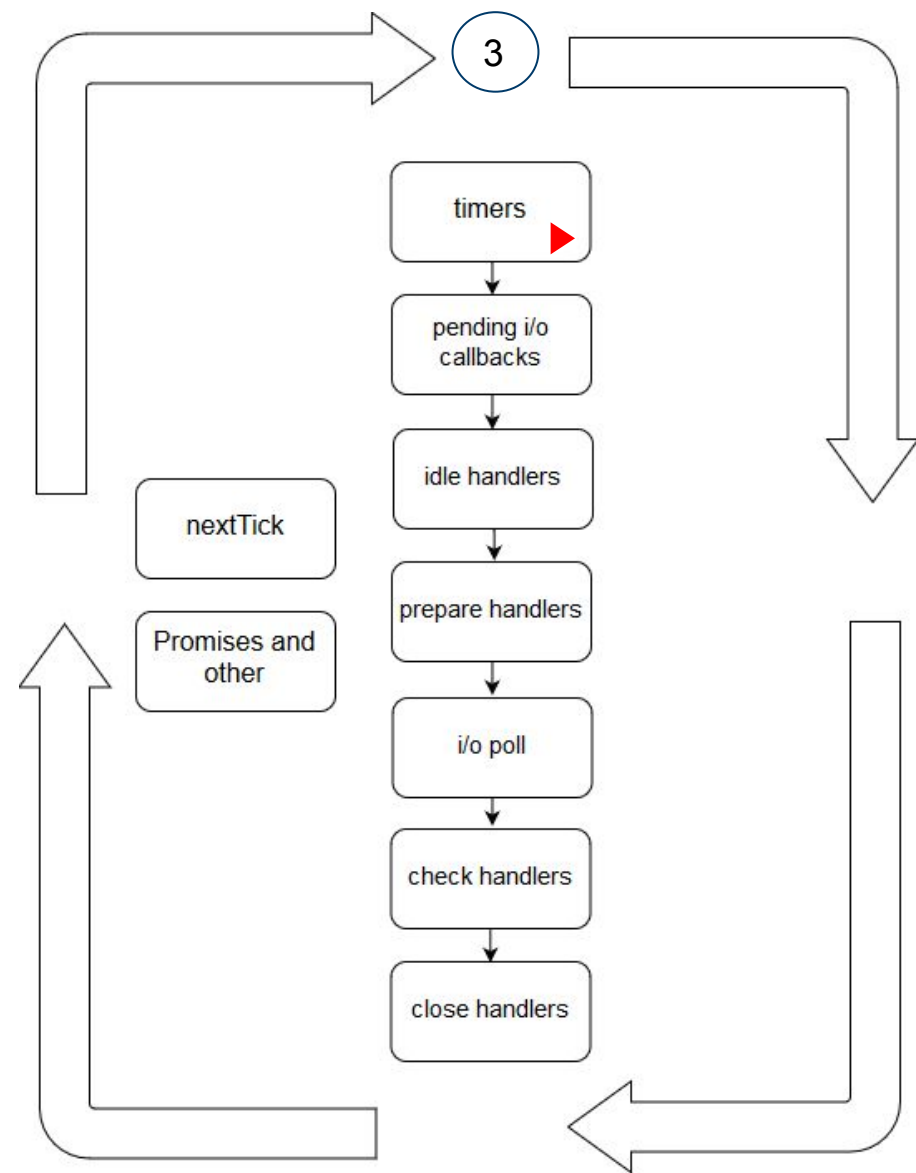 3
timers
pending i/o
callbacks
idle handlers
nextTick
prepare handlers
Promises and
other
i/o poll
check handlers
close handlers